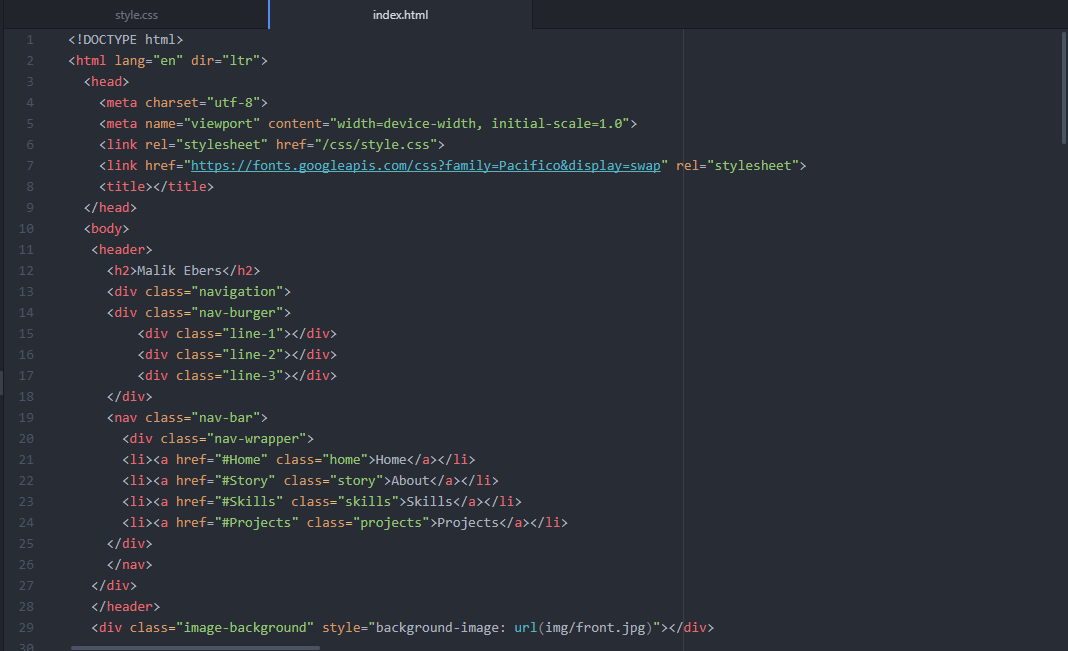 style.css
index.html
1 <!DOCTYPE html>
2 <html lang="en" dir="ltr">
3 <head>
4 <meta charset="utf-8">
5 <meta name="viewport" content="width=device-width, initial-scale=1.0">
6 <link rel="stylesheet" href="/css/style.css">
7 <link href="https://fonts.googleapis.com/css?family=Pacifico&display=swap" rel="stylesheet">
8 <title></title>
9 </head>
10 <body>
11 <header>
12 <h2>Malik Ebers</h2>
13 <div class="navigation">
14 <div class="nav-burger">
15 <div class="line-1"></div>
16 <div class="line-2"></div>
17 <div class="line-3"></div>
18 </div>
19 <nav class="nav-bar">
20 <div class="nav-wrapper">
21 <li><a href="#Home" class="home">Home</a></li>
22 <li><a href="#Story" class="story">About</a></li>
23 <li><a href="#Skills" class="skills">Skills</a></li>
24 <li><a href="#Projects" class="projects">Projects</a></li>
25 </div>
26 </nav>
27 </div>
28 </header>
29 <div class="image-background" style="background-image: url(img/front.jpg)"></div>
30